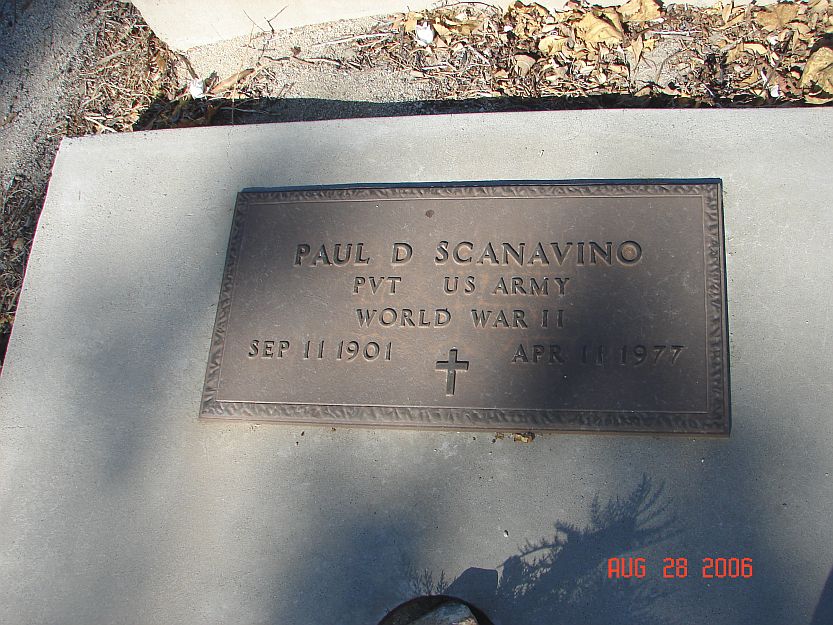 PAUL D SCANAVINO
PVT US ARMY
WORLD WAR II
SEP 11 1901 APR 11 1977
AUG 28 2006